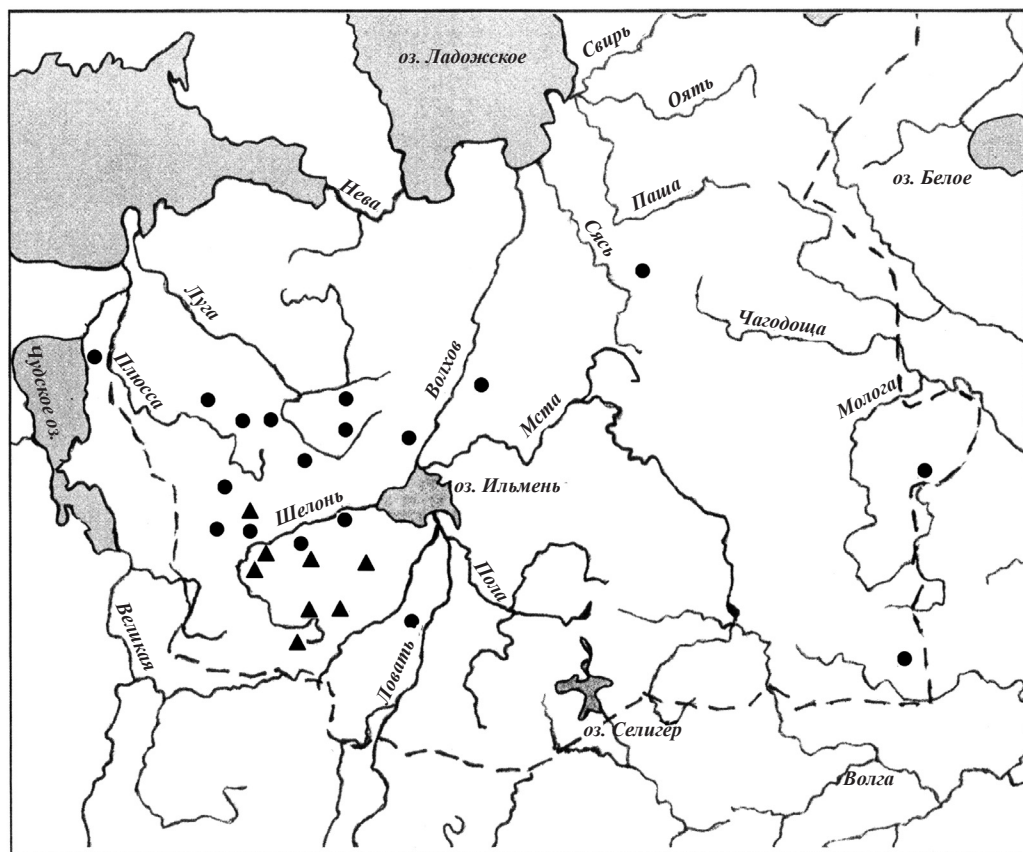 оз. Ладожское
Свирь
Оять
оз. Белое
Нева
Паша
Сясь
Луга
Чагодоща
Чудское оз.
Плюсса
Волхов
Молога
Мста
оз. Ильмень
Шелонь
Пола
Великая
Ловать
оз. Селигер
Волга